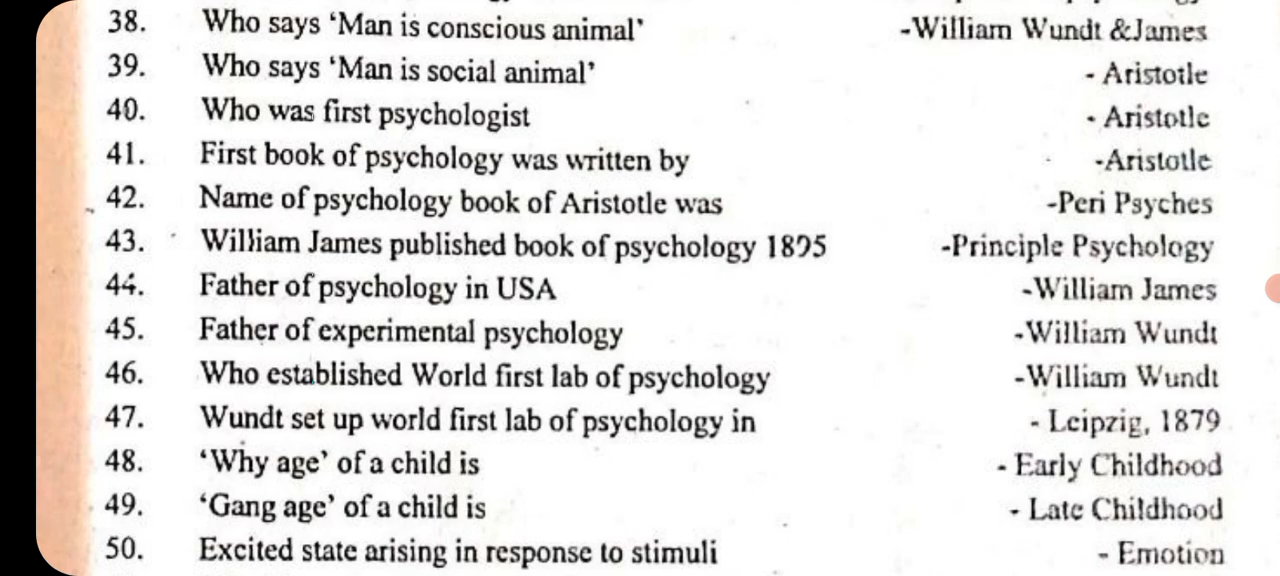 38. Who says ‘Man is conscious animal’ -William Wundt &James
39. Who says ‘Man is social animal’ - Aristotle
40. Who was first psychologist - Aristotle
41. First book of psychology was written by -Aristotle
42. Name of psychology book of Aristotle was -Peri Psyches
43. William James published book of psychology 1895 -Principle Psychology
44. Father of psychology in USA -William James
45. Father of experimental psychology -William Wundt
46. Who established World first lab of psychology -William Wundt
47. Wundt set up world first lab of psychology in - Leipzig, 1879
48. ‘Why age’ of a child is - Early Childhood
49. ‘Gang age’ of a child is - Late Childhood
50. Excited state arising in response to stimuli - Emotion